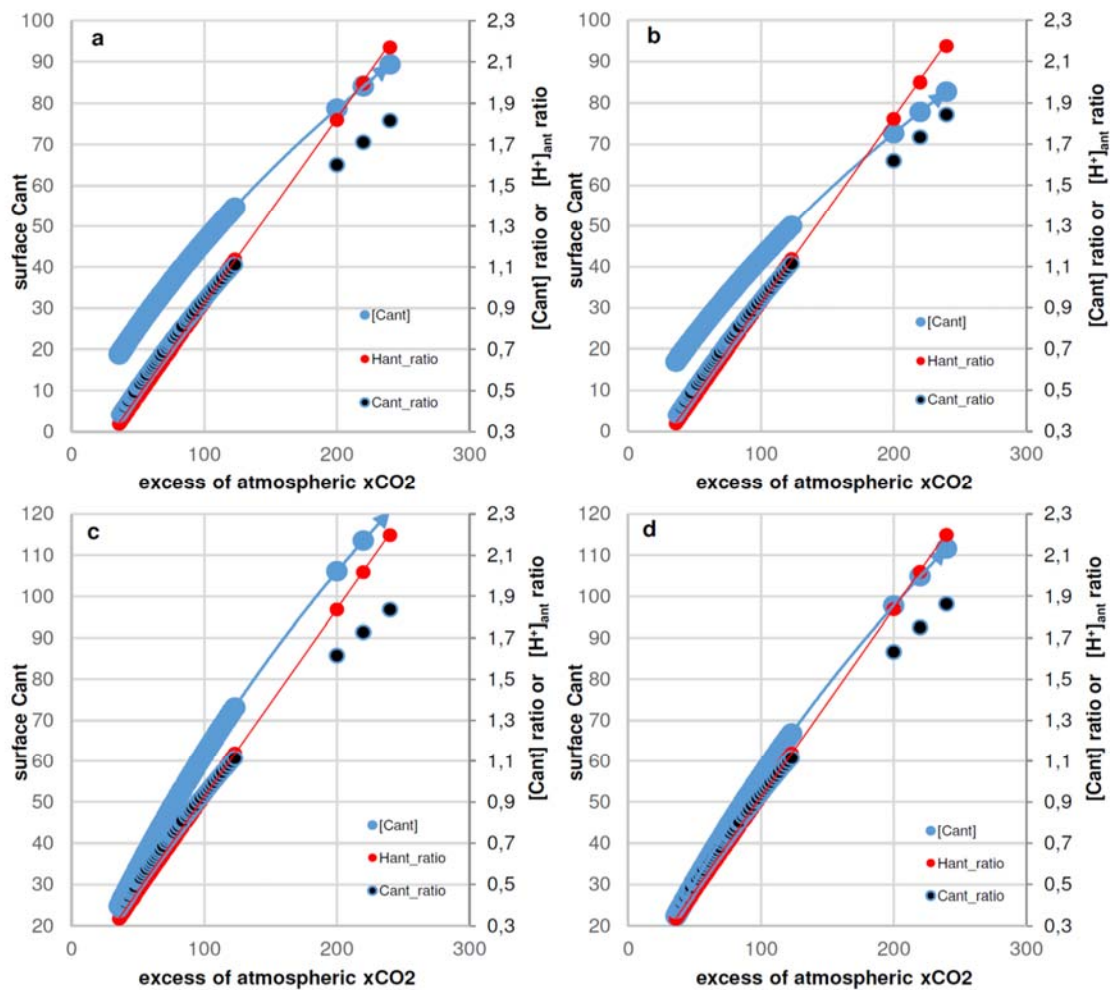 a
100
90
80
70
60
50
40
30
20
10
0
surface Cant
2,3
2,1
1,9
1,7
1,5
1,3
1,1
0,9
0,7
0,5
0,3
[Cant] ratio or [H+]ant ratio
[Cant]
Hant_ratio
Cant_ratio
0 100 200 300
excess of atmospheric xCO2
b
100
90
80
70
60
50
40
30
20
10
0
surface Cant
2,3
2,1
1,9
1,7
1,5
1,3
1,1
0,9
0,7
0,5
0,3
[Cant] ratio or [H+]ant ratio
[Cant]
Hant_ratio
Cant_ratio
0 100 200 300
excess of atmospheric xCO2
c
120
110
100
90
80
70
60
50
40
30
20
surface Cant
2,3
2,1
1,9
1,7
1,5
1,3
1,1
0,9
0,7
0,5
0,3
[Cant] ratio or [H+]ant ratio
[Cant]
Hant_ratio
Cant_ratio
0 100 200 300
excess of atmospheric xCO2
d
120
110
100
90
80
70
60
50
40
30
20
surface Cant
2,3
2,1
1,9
1,7
1,5
1,3
1,1
0,9
0,7
0,5
0,3
[Cant] ratio or [H+]ant ratio
[Cant]
Hant_ratio
Cant_ratio
0 100 200 300
excess of atmospheric xCO2